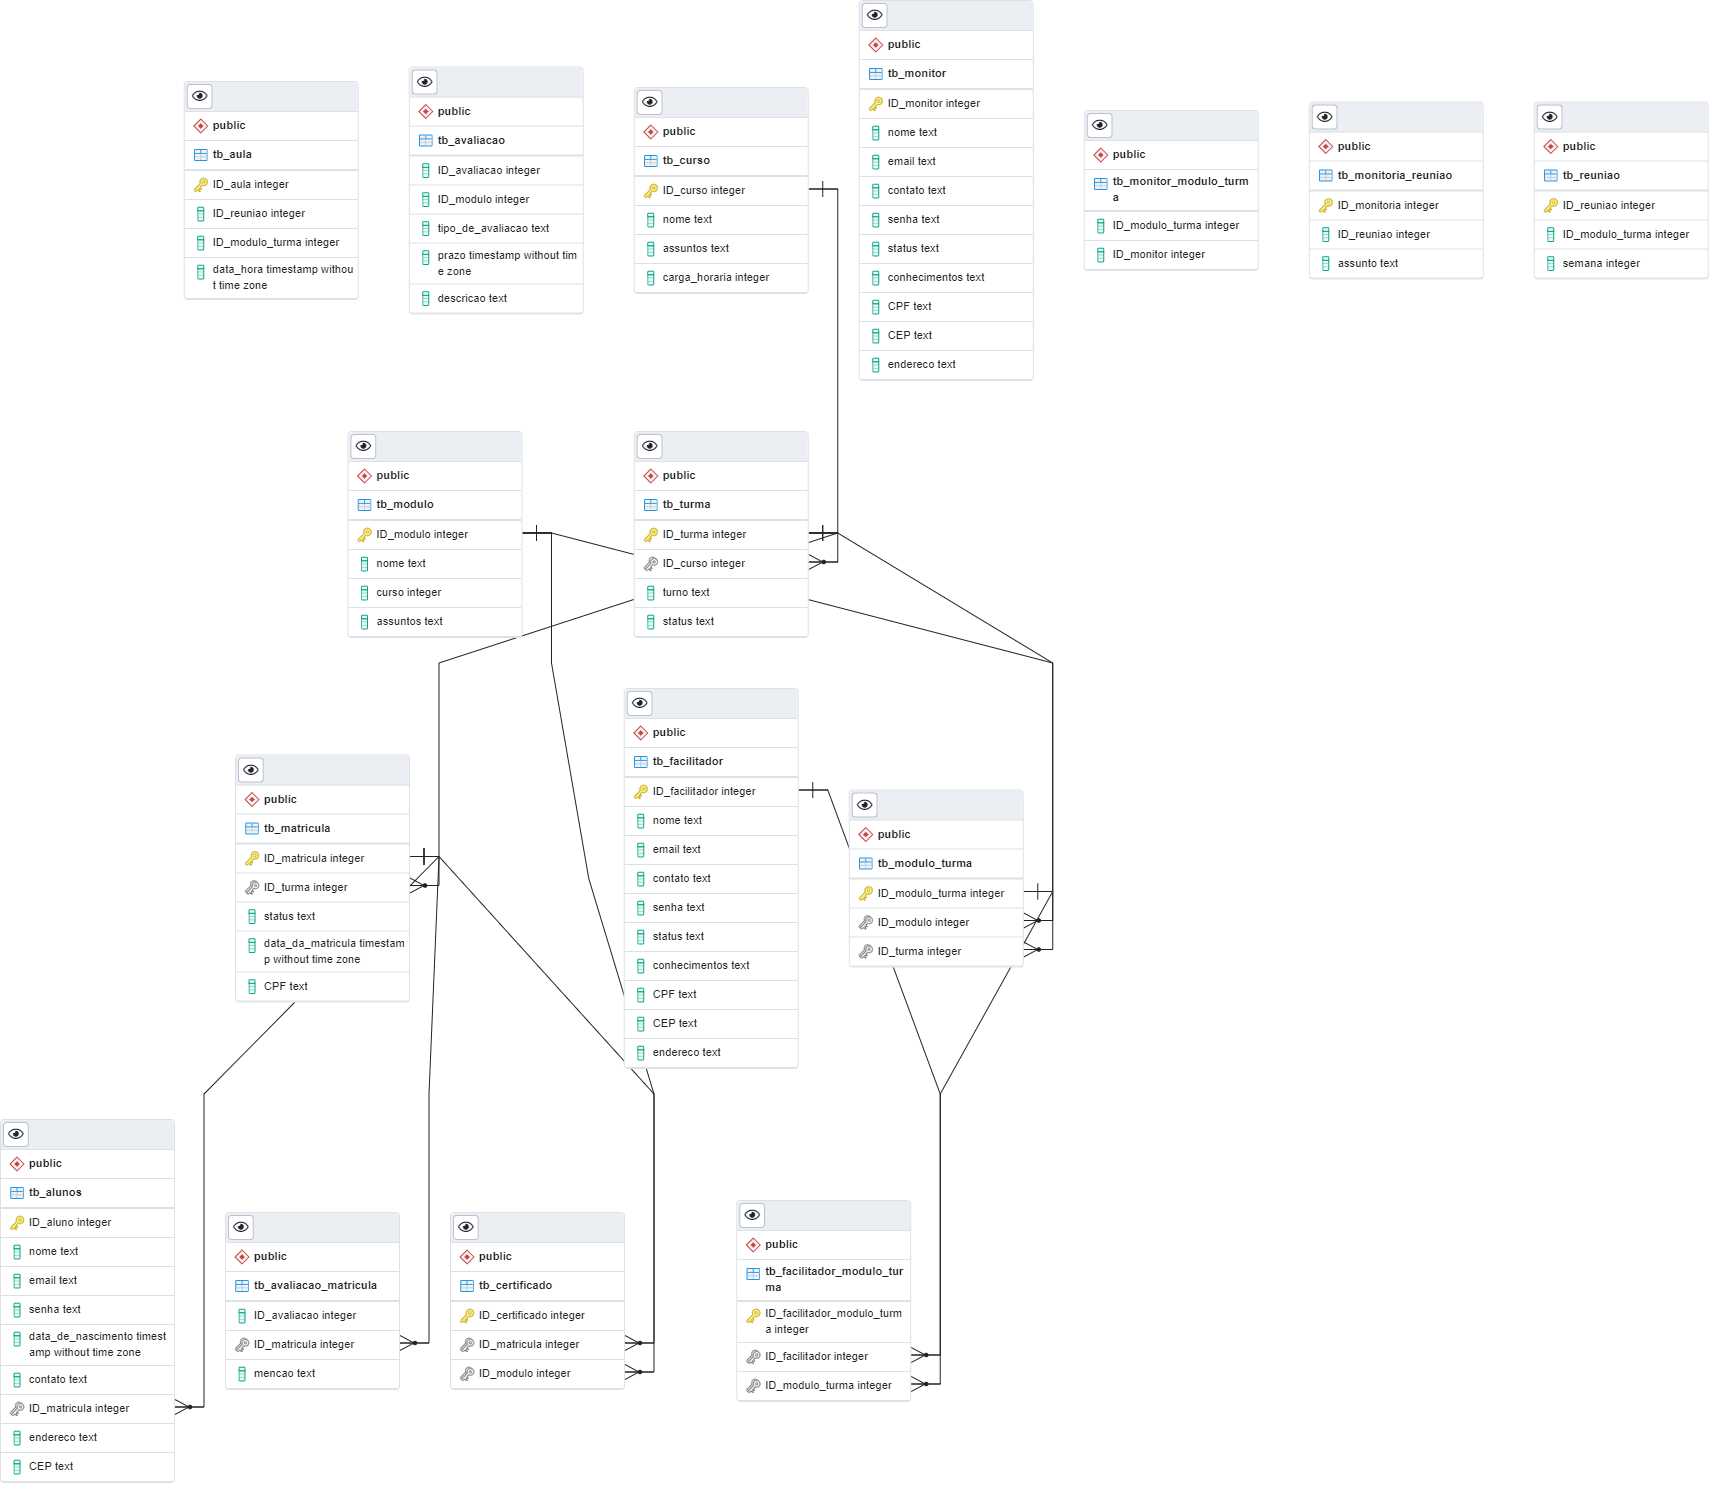 public
tb_aula
ID_aula integer
ID_reuniao integer
ID_modulo_turma integer
data_hora timestamp withou
t time zone
public
tb_avaliacao
ID_avaliacao integer
ID_modulo integer
tipo_de_avaliacao text
prazo timestamp without tim
e zone
descricao text
public
tb_curso
ID_curso integer
nome text
assuntos text
carga_horaria integer
public
tb_monitor
ID_monitor integer
nome text
email text
contato text
senha text
status text
conhecimentos text
CPF text
CEP text
endereco text
public
tb_monitor_modulo_turm
a
ID_modulo_turma integer
ID_monitor integer
public
tb_monitoria_reuniao
ID_monitoria integer
ID_reuniao integer
assunto text
public
tb_reuniao
ID_reuniao integer
ID_modulo_turma integer
semana integer
public
tb_modulo
ID_modulo integer
nome text
curso integer
assuntos text
public
tb_turma
ID_turma integer
ID_curso integer
turno text
status text
public
tb_matricula
ID_matricula integer
ID_turma integer
status text
data_da_matricula timestam
p without time zone
CPF text
public
tb_facilitador
ID_facilitador integer
nome text
email text
contato text
senha text
status text
conhecimentos text
CPF text
CEP text
endereco text
public
tb_modulo_turma
ID_modulo_turma integer
ID_modulo integer
ID_turma integer
public
tb_alunos
ID_aluno integer
nome text
email text
senha text
data_de_nascimento timest
amp without time zone
contato text
ID_matricula integer
endereco text
CEP text
public
tb_avaliacao_matricula
ID_avaliacao integer
ID_matricula integer
mencao text
public
tb_certificado
ID_certificado integer
ID_matricula integer
ID_modulo integer
public
tb_facilitador_modulo_tur
ma
ID_facilitador_modulo_turm
a integer
ID_facilitador integer
ID_modulo_turma integer